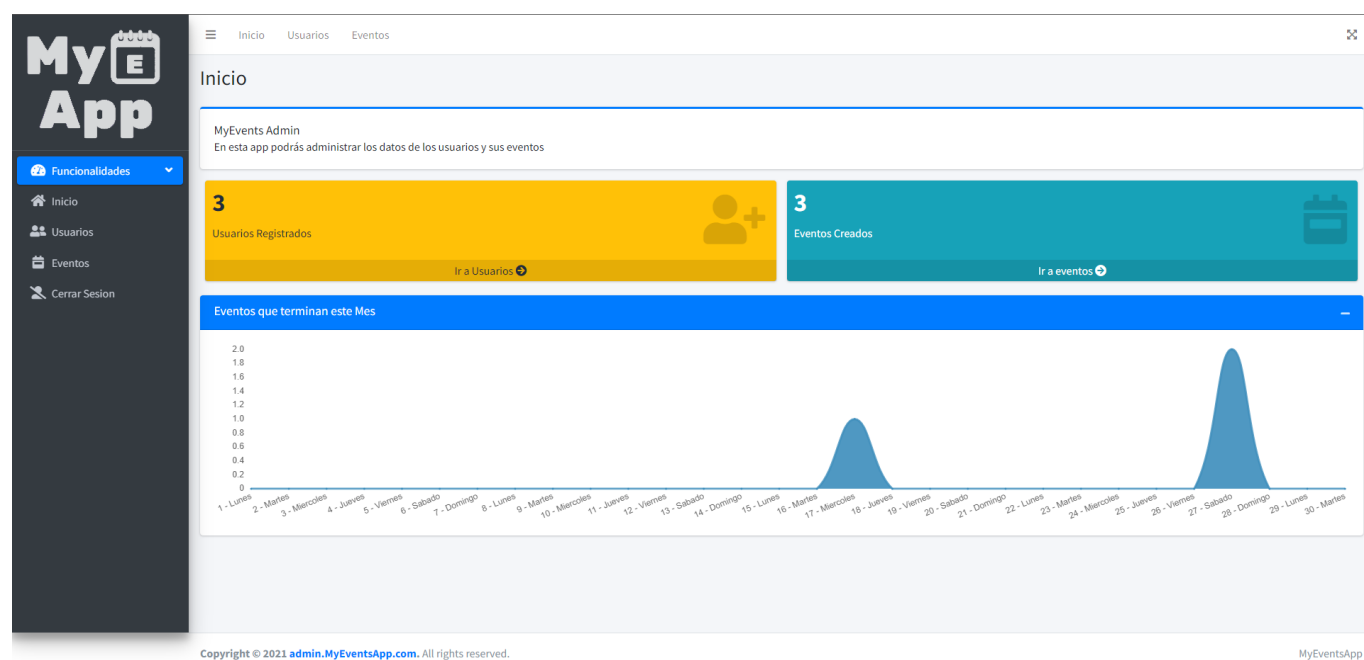 My E
App
Funcionalidades
Inicio
Usuarios
Eventos
Cerrar Sesion
Inicio Usuarios Eventos
Inicio
MyEvents Admin
En esta app podrás administrar los datos de los usuarios y sus eventos
3
Usuarios Registrados
Ir a Usuarios
3
Eventos Creados
Ir a eventos
Eventos que terminan este Mes
2.0
1.8
1.6
1.4
1.2
1.0
0.8
0.6
0.4
0.2
0
1 - Lunes
2 - Martes
3 - Miercoles
4 - Jueves
5 - Viernes
6 - Sabado
7 - Domingo
8 - Lunes
9 - Martes
10 - Miercoles
11 - Jueves
12 - Viernes
13 - Sabado
14 - Domingo
15 - Lunes
16 - Martes
17 - Miercoles
18 - Jueves
19 - Viernes
20 - Sabado
21 - Domingo
22 - Lunes
23 - Martes
24 - Miercoles
25 - Jueves
26 - Viernes
27 - Sabado
28 - Domingo
29 - Lunes
30 - Martes
Copyright © 2021 admin.MyEventsApp.com. All rights reserved.
MyEventsApp